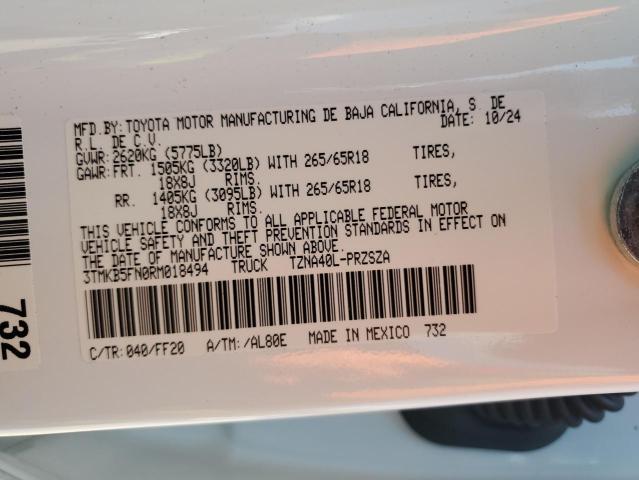 MFD.BY:TOYOTA MOTOR MANUFACTURING DE BAJA CALIFORNIA, S. DE
R.L. DE C.V. DATE: 10/24
GVWR:2620KG (5775LB)
GAWR:FRT. 1505KG (3320LB) WITH 265/65R18 TIRES,
18X8J RIMS.
RR. 1405KG (3095LB) WITH 265/65R18 TIRES,
18X8J RIMS.
THIS VEHICLE CONFORMS TO ALL APPLICABLE FEDERAL MOTOR
VEHICLE SAFETY AND THEFT PREVENTION STANDARDS IN EFFECT ON
THE DATE OF MANUFACTURE SHOWN ABOVE.
3TMKB5FN0RM018494 TRUCK TZNA40L-PRZSZA
C/TR:040/FF20 A/TM:/AL80E MADE IN MEXICO 732
732